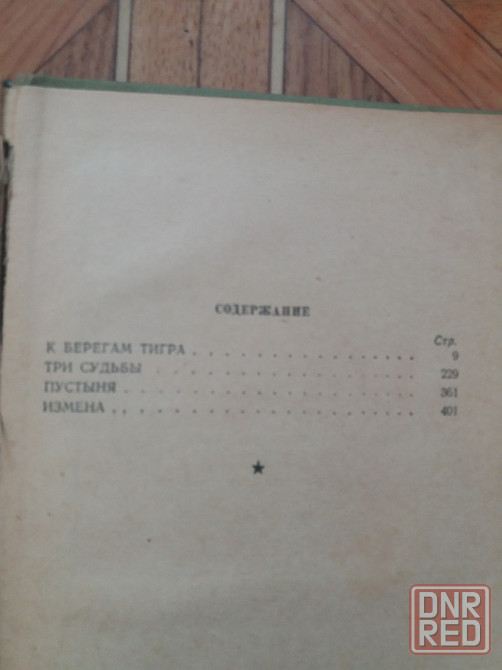 СОДЕРЖАНИЕ
Стр.
К БЕРЕГАМ ТИГРА . . . . . . . . . . . . . . 9
ТРИ СУДЬБЫ . . . . . . . . . . . . . . . . 229
ПУСТЫНЯ . . . . . . . . . . . . . . . . . 361
ИЗМЕНА . . . . . . . . . . . . . . . . . . 401
★
DNR
RED